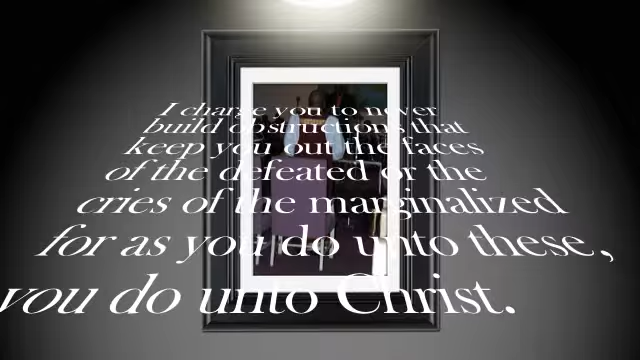 I charge you to never
build obstructions that
keep you out the faces
of the defeated or the
cries of the marginalized
for as you do unto these,
you do unto Christ.